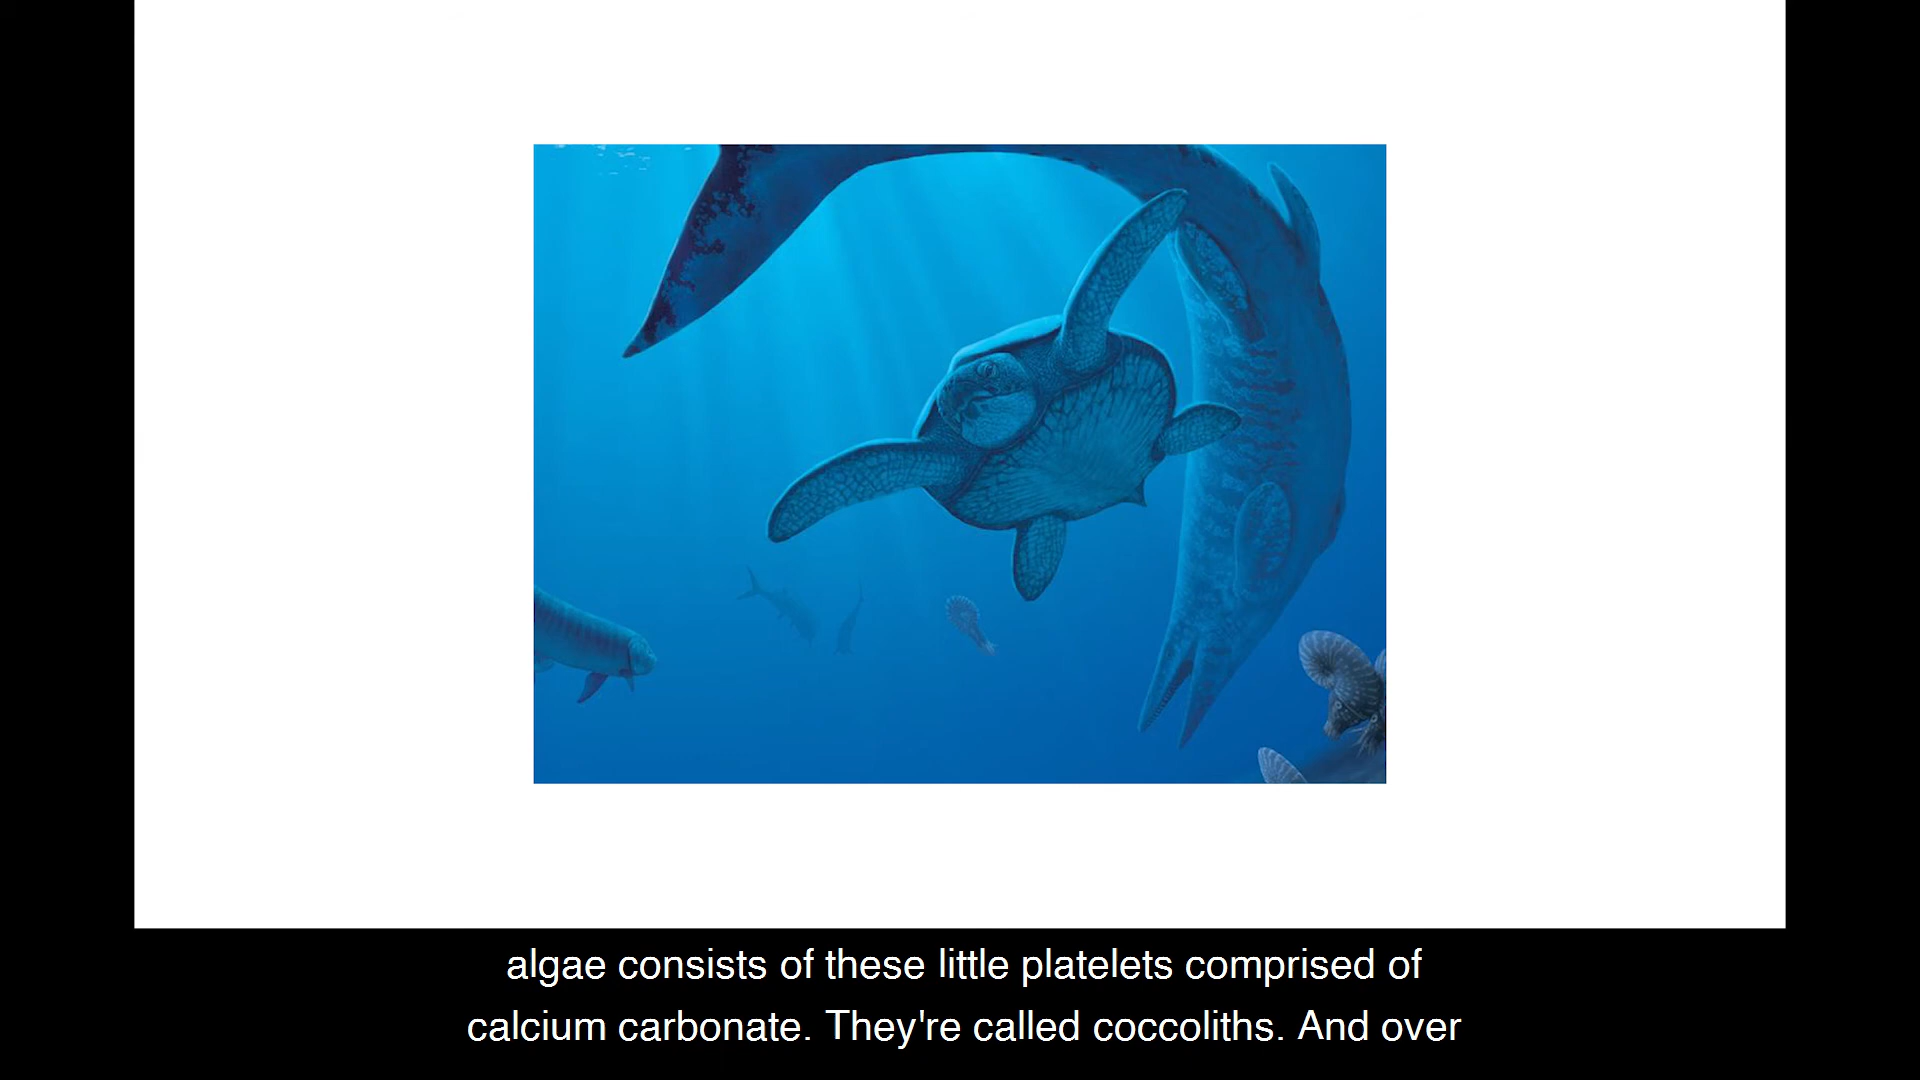 algae consists of these little platelets comprised of
calcium carbonate. They're called coccoliths. And over